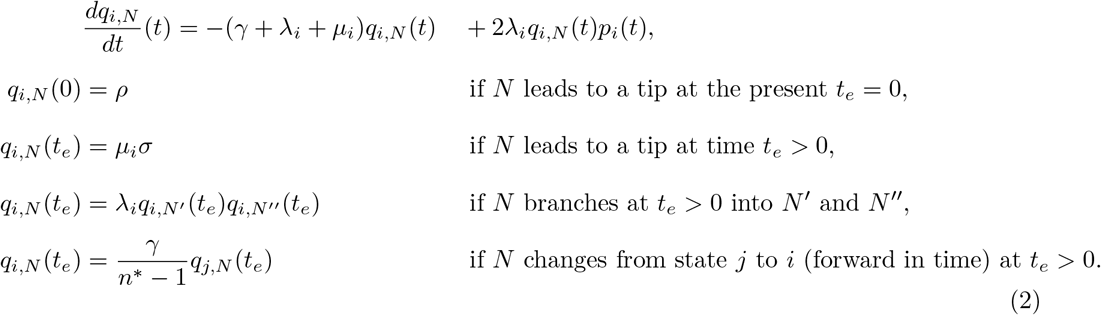 \frac{dq_{i,N}}{dt}(t) = -(\gamma + \lambda_i + \mu_i)q_{i,N}(t) + 2\lambda_i q_{i,N}(t)p_i(t),
q_{i,N}(0) = \rho if N leads to a tip at the present t_e = 0,
q_{i,N}(t_e) = \mu_i\sigma if N leads to a tip at time t_e > 0,
q_{i,N}(t_e) = \lambda_i q_{i,N'}(t_e)q_{i,N''}(t_e) if N branches at t_e > 0 into N' and N'',
q_{i,N}(t_e) = \frac{\gamma}{n^* - 1}q_{j,N}(t_e) if N changes from state j to i (forward in time) at t_e > 0.
(2)